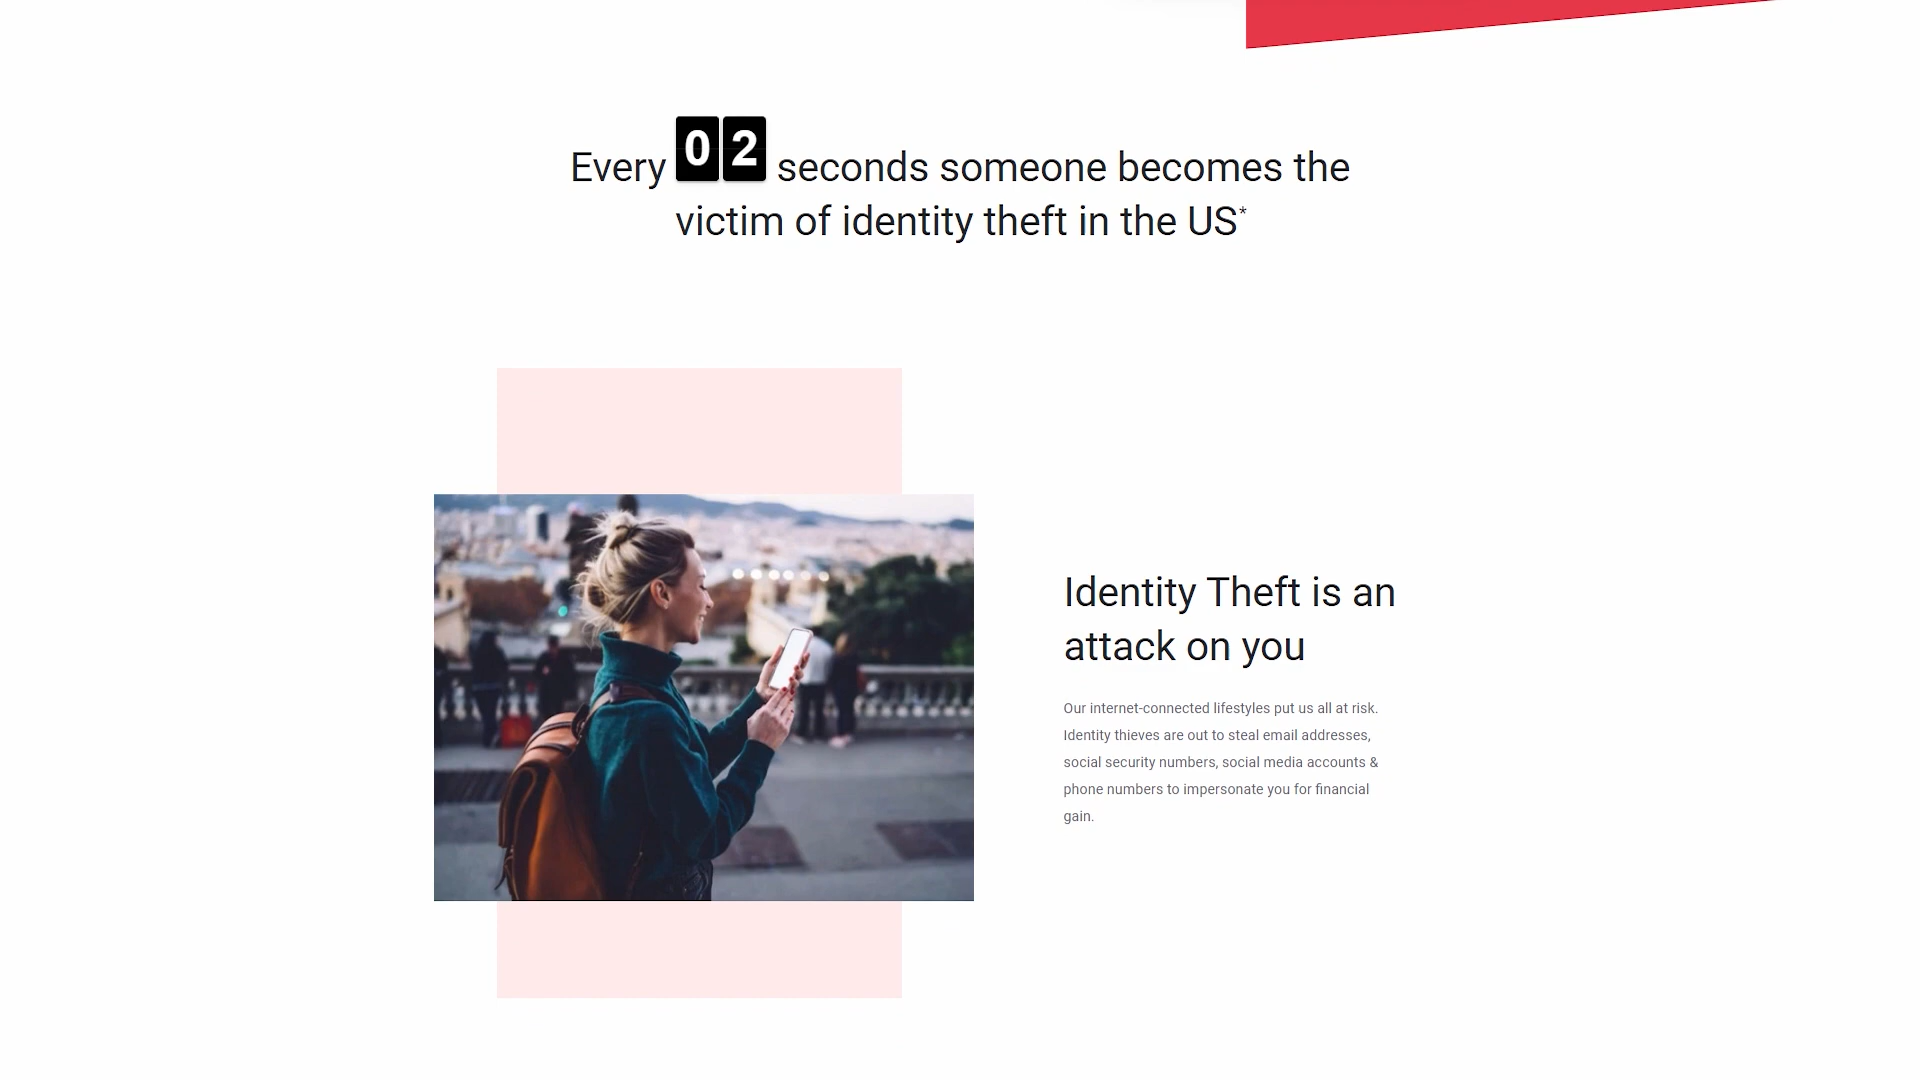 Every 02 seconds someone becomes the
victim of identity theft in the US*
Identity Theft is an
attack on you
Our internet-connected lifestyles put us all at risk.
Identity thieves are out to steal email addresses,
social security numbers, social media accounts &
phone numbers to impersonate you for financial
gain.